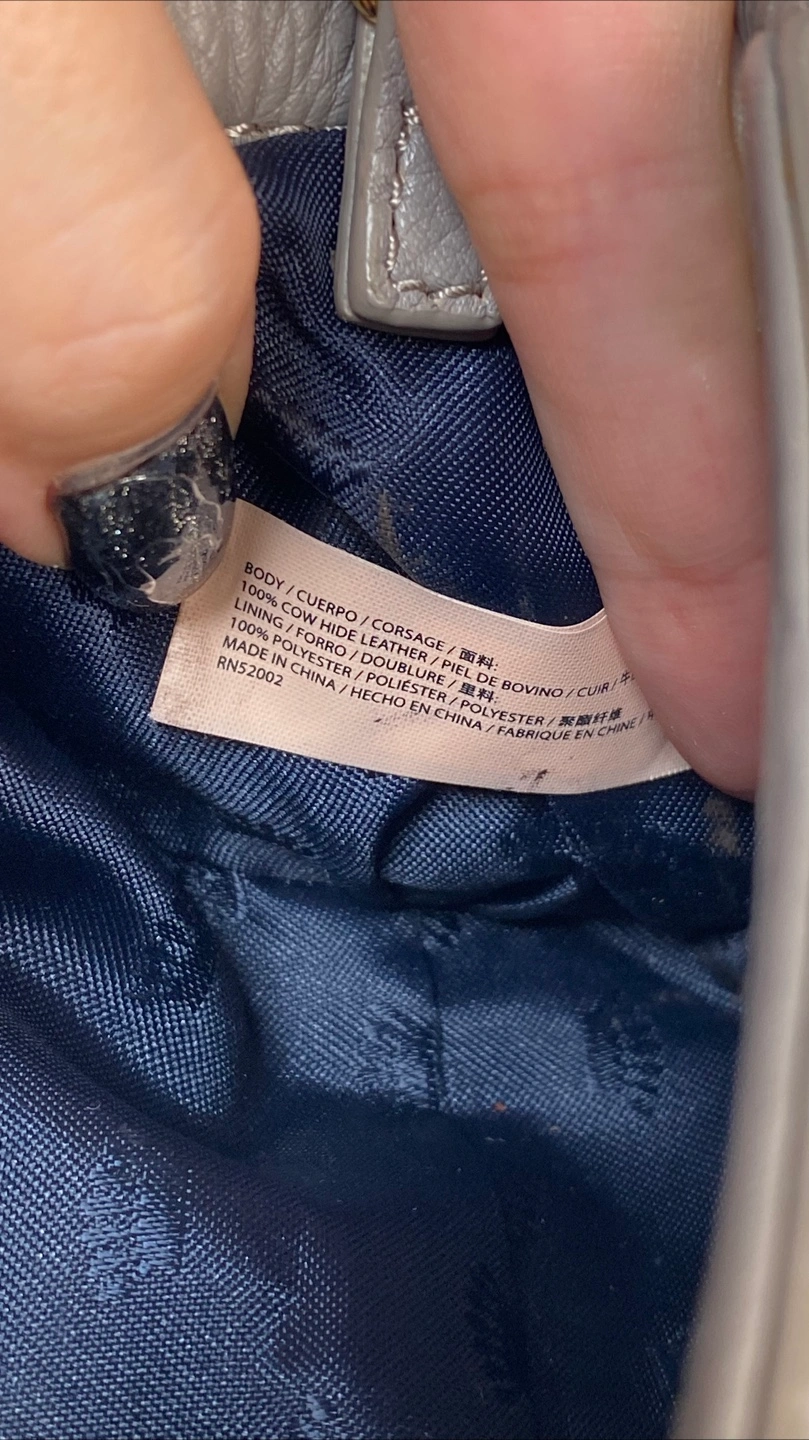 BODY / CUERPO / CORSAGE / 面料:
100% COW HIDE LEATHER / PIEL DE BOVINO / CUIR /
LINING / FORRO / DOUBLURE / 里料:
100% POLYESTER / POLIÉSTER / POLYESTER / 聚酯纤维
MADE IN CHINA / HECHO EN CHINA / FABRIQUE EN CHINE /
RN52002